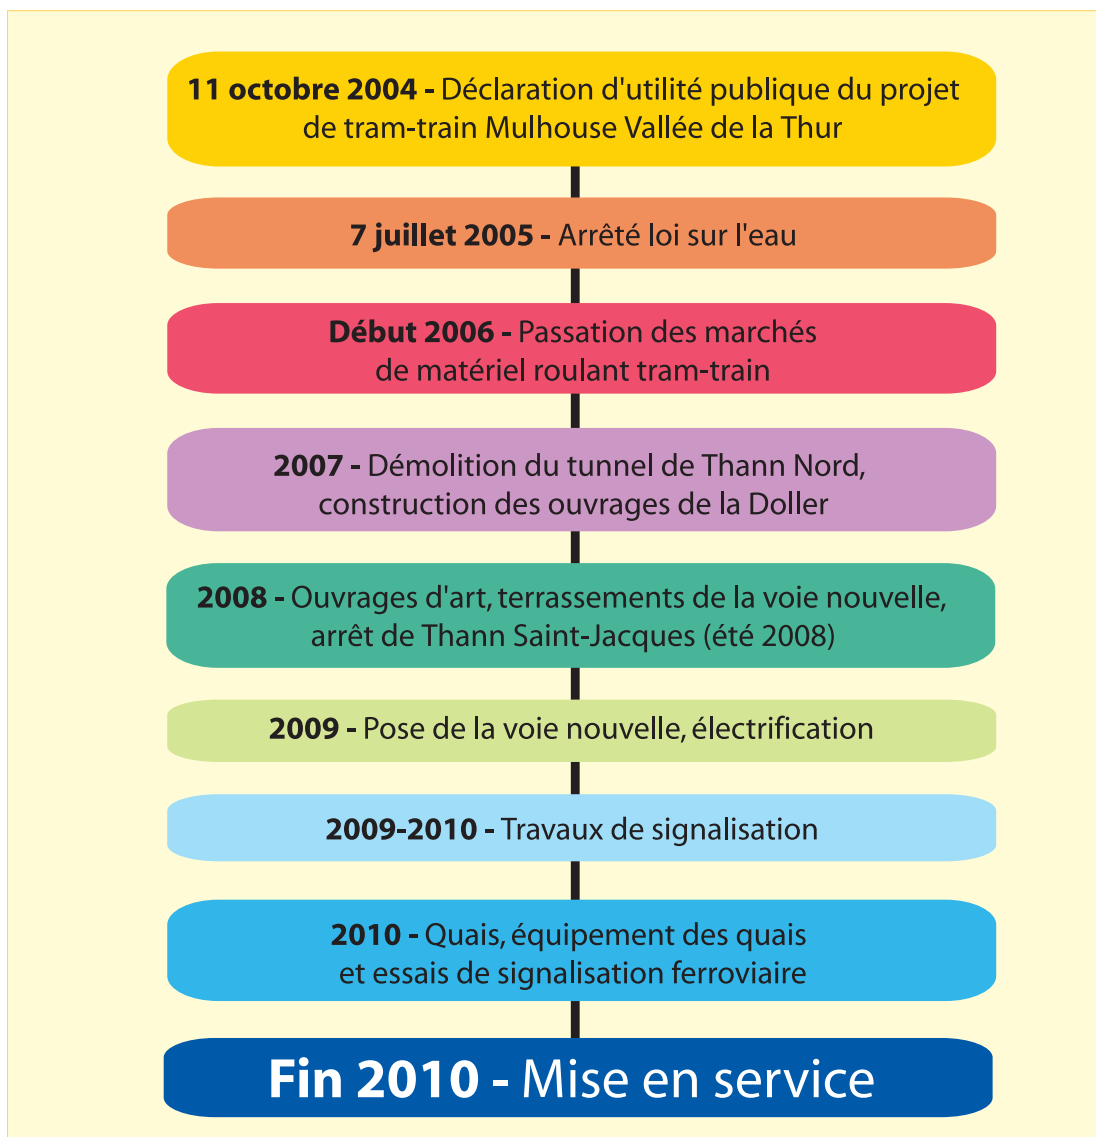 11 octobre 2004 - Déclaration d'utilité publique du projet
de tram-train Mulhouse Vallée de la Thur
7 juillet 2005 - Arrêté loi sur l'eau
Début 2006 - Passation des marchés
de matériel roulant tram-train
2007 - Démolition du tunnel de Thann Nord,
construction des ouvrages de la Doller
2008 - Ouvrages d'art, terrassements de la voie nouvelle,
arrêt de Thann Saint-Jacques (été 2008)
2009 - Pose de la voie nouvelle, électrification
2009-2010 - Travaux de signalisation
2010 - Quais, équipement des quais
et essais de signalisation ferroviaire
Fin 2010 - Mise en service